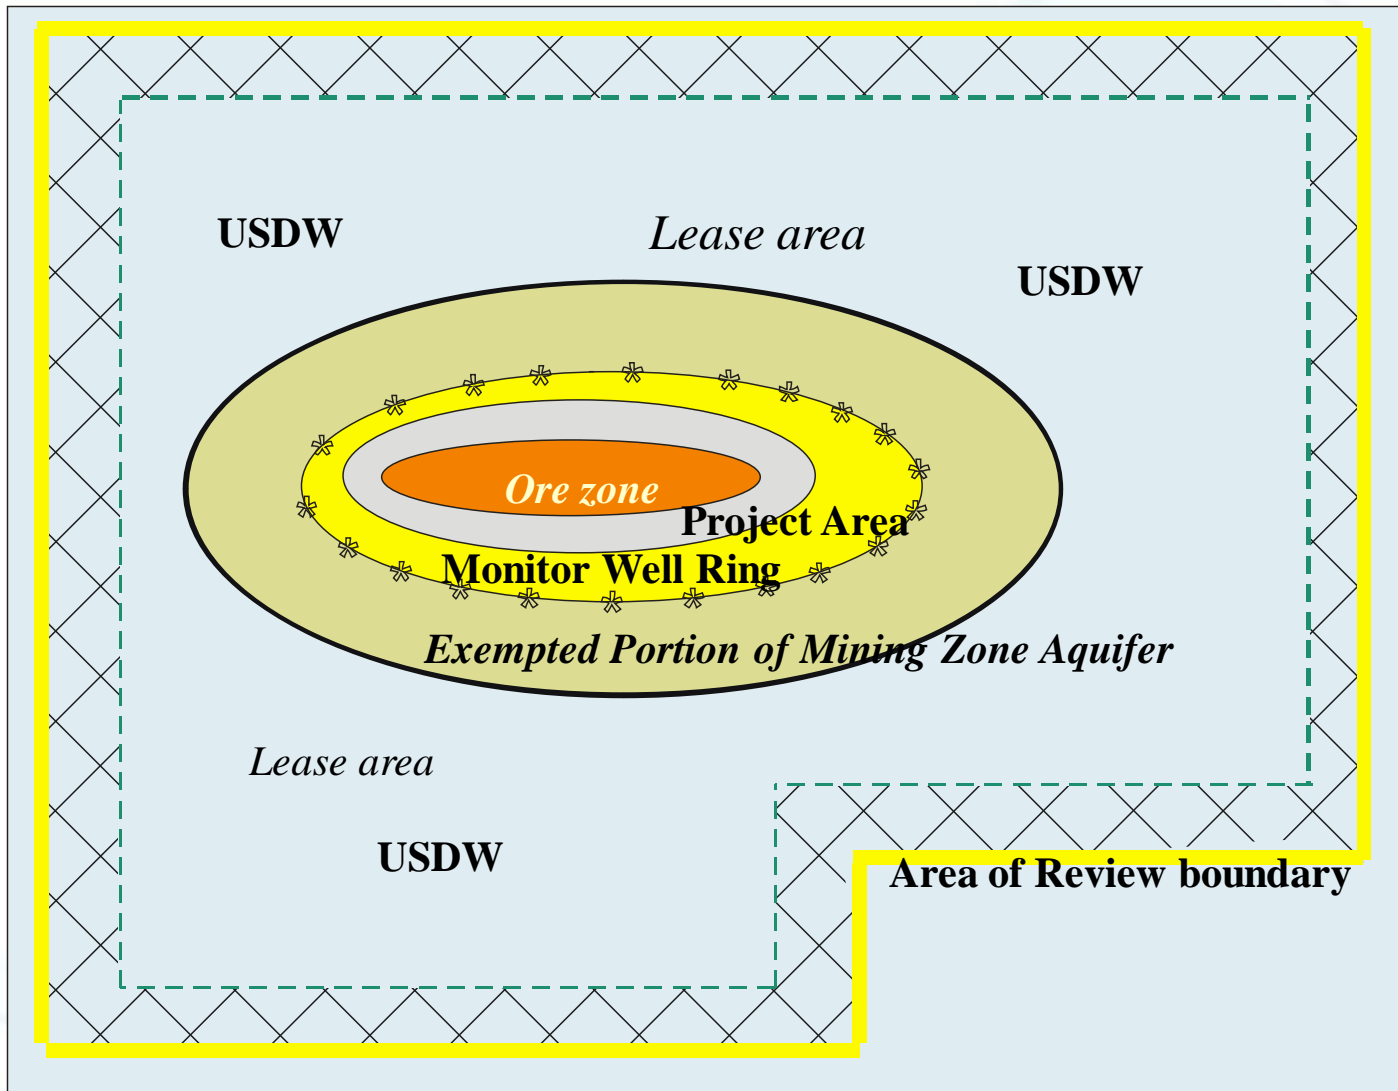 USDW
Lease area
USDW
Ore zone
Project Area
Monitor Well Ring
Exempted Portion of Mining Zone Aquifer
Lease area
USDW
Area of Review boundary